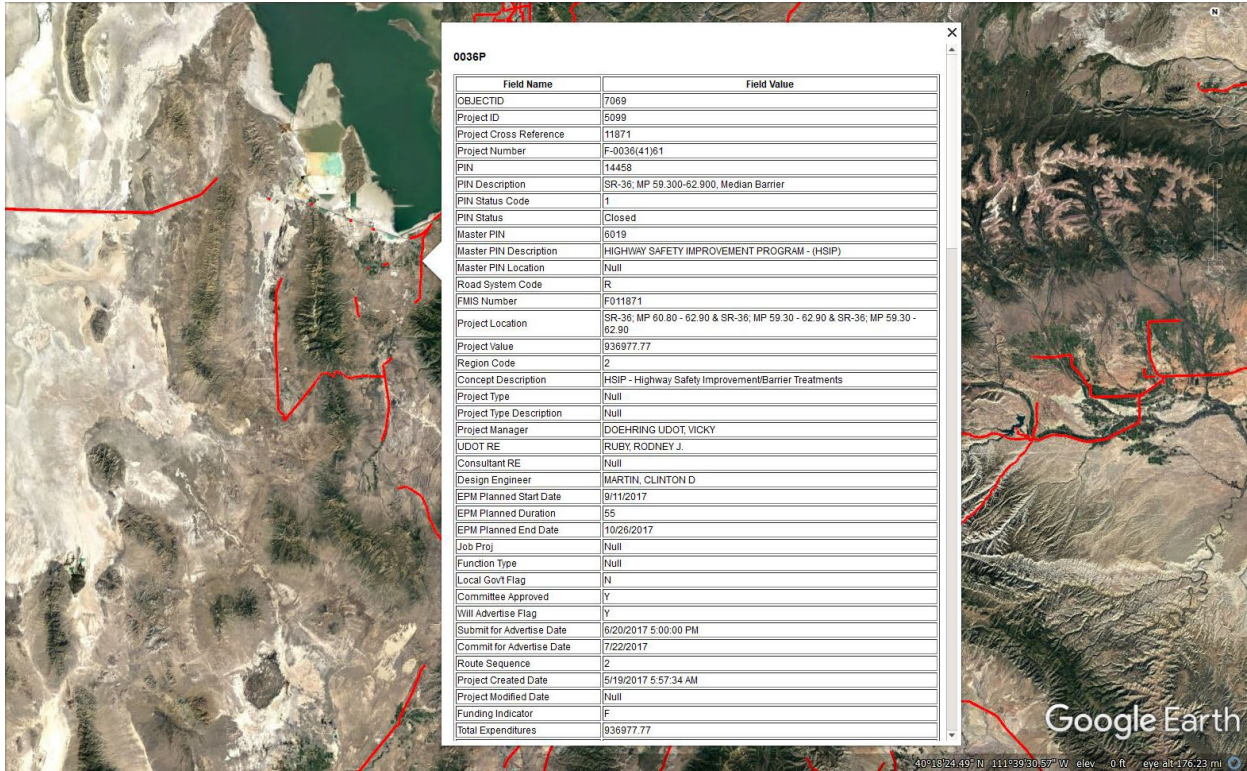 N
0036P
Field Name Field Value
OBJECTID 7069
Project ID 5099
Project Cross Reference 11871
Project Number F-0036(41)61
PIN 14458
PIN Description SR-36; MP 59.300-62.900, Median Barrier
PIN Status Code 1
PIN Status Closed
Master PIN 6019
Master PIN Description HIGHWAY SAFETY IMPROVEMENT PROGRAM - (HSIP)
Master PIN Location Null
Road System Code R
FMIS Number F011871
Project Location SR-36; MP 60.80 - 62.90 & SR-36; MP 59.30 - 62.90 & SR-36; MP 59.30 -
62.90
Project Value 936977.77
Region Code 2
Concept Description HSIP - Highway Safety Improvement/Barrier Treatments
Project Type Null
Project Type Description Null
Project Manager DOEHRING UDOT, VICKY
UDOT RE RUBY, RODNEY J.
Consultant RE Null
Design Engineer MARTIN, CLINTON D
EPM Planned Start Date 9/11/2017
EPM Planned Duration 55
EPM Planned End Date 10/26/2017
Job Proj Null
Function Type Null
Local Gov't Flag N
Committee Approved Y
Will Advertise Flag Y
Submit for Advertise Date 6/20/2017 5:00:00 PM
Commit for Advertise Date 7/22/2017
Route Sequence 2
Project Created Date 5/19/2017 5:57:34 AM
Project Modified Date Null
Funding Indicator F
Total Expenditures 936977.77
Google Earth
40°18'24.49" N 111°39'30.57" W elev 0 ft eye alt 176.23 mi